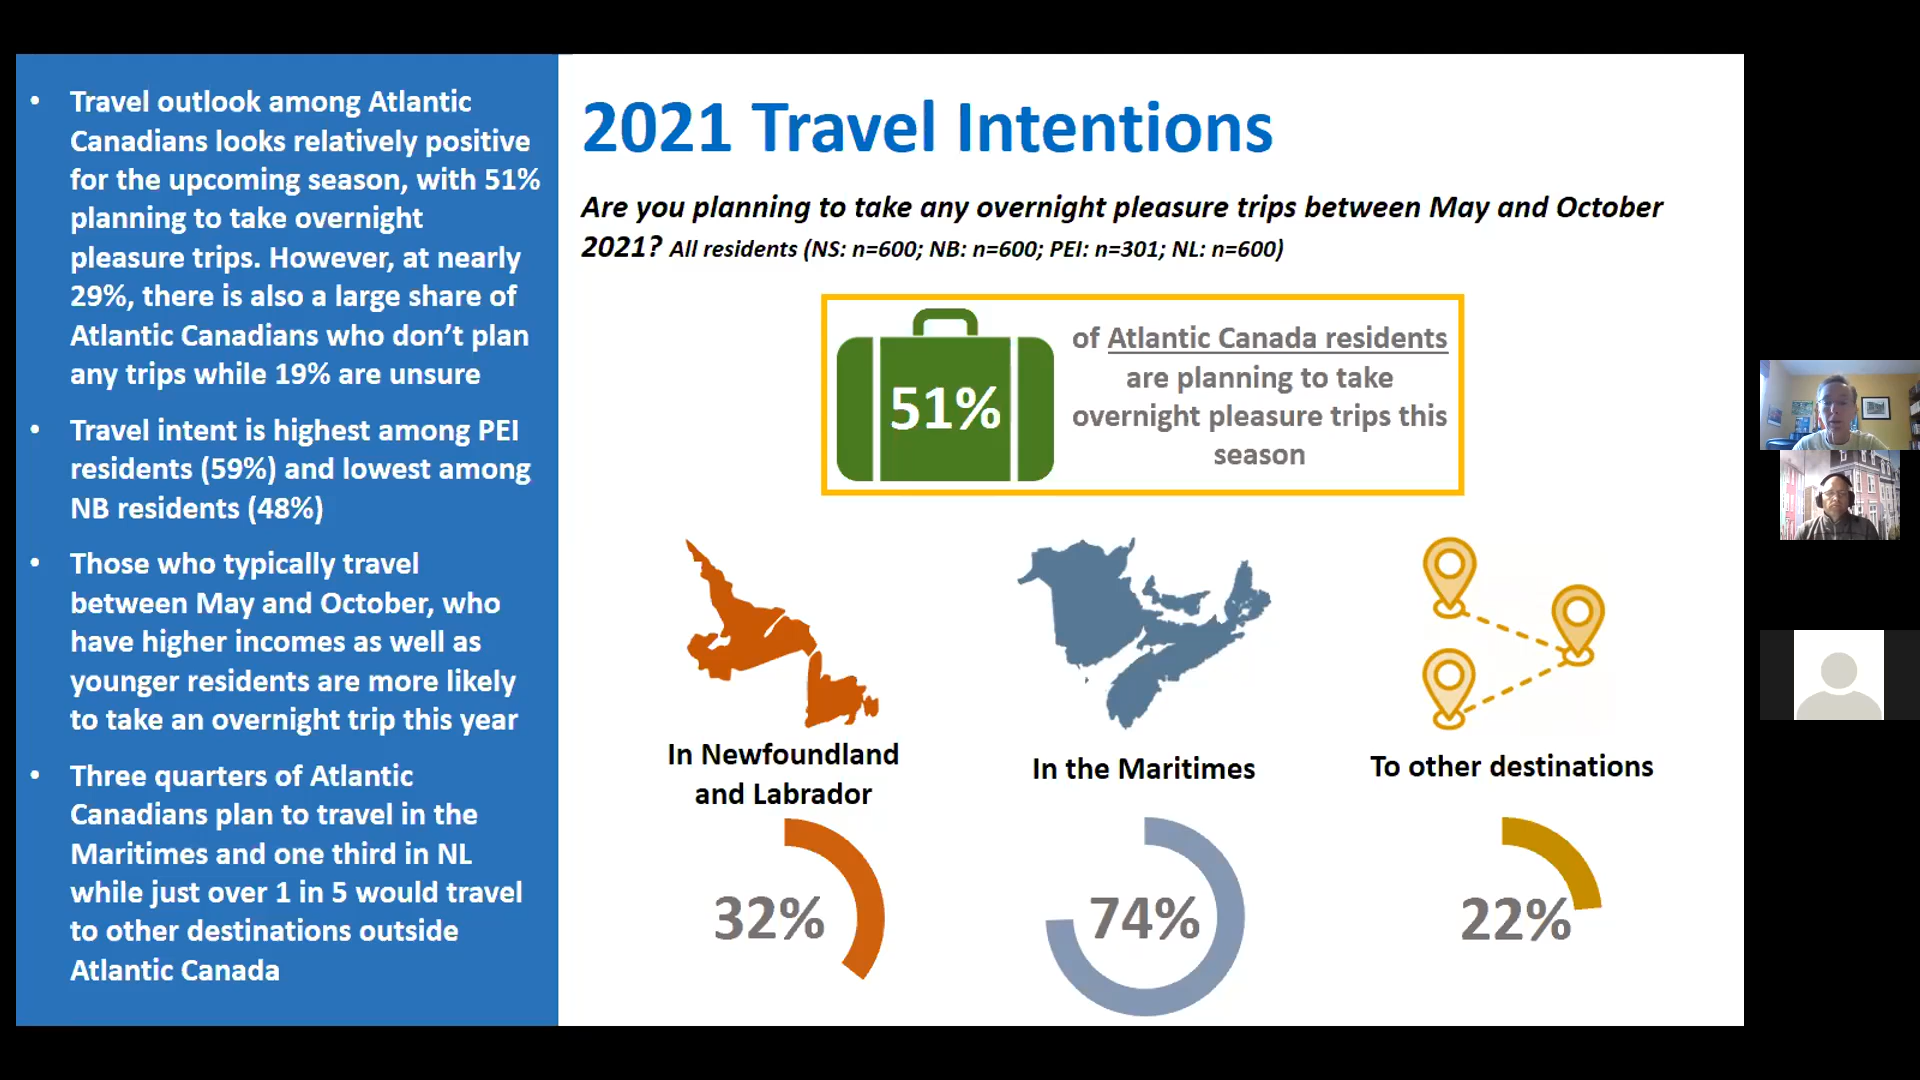 • Travel outlook among Atlantic
Canadians looks relatively positive
for the upcoming season, with 51%
planning to take overnight
pleasure trips. However, at nearly
29%, there is also a large share of
Atlantic Canadians who don’t plan
any trips while 19% are unsure
• Travel intent is highest among PEI
residents (59%) and lowest among
NB residents (48%)
• Those who typically travel
between May and October, who
have higher incomes as well as
younger residents are more likely
to take an overnight trip this year
• Three quarters of Atlantic
Canadians plan to travel in the
Maritimes and one third in NL
while just over 1 in 5 would travel
to other destinations outside
Atlantic Canada
2021 Travel Intentions
Are you planning to take any overnight pleasure trips between May and October
2021? All residents (NS: n=600; NB: n=600; PEI: n=301; NL: n=600)
51%
of Atlantic Canada residents
are planning to take
overnight pleasure trips this
season
In Newfoundland
and Labrador
32%
In the Maritimes
74%
To other destinations
22%